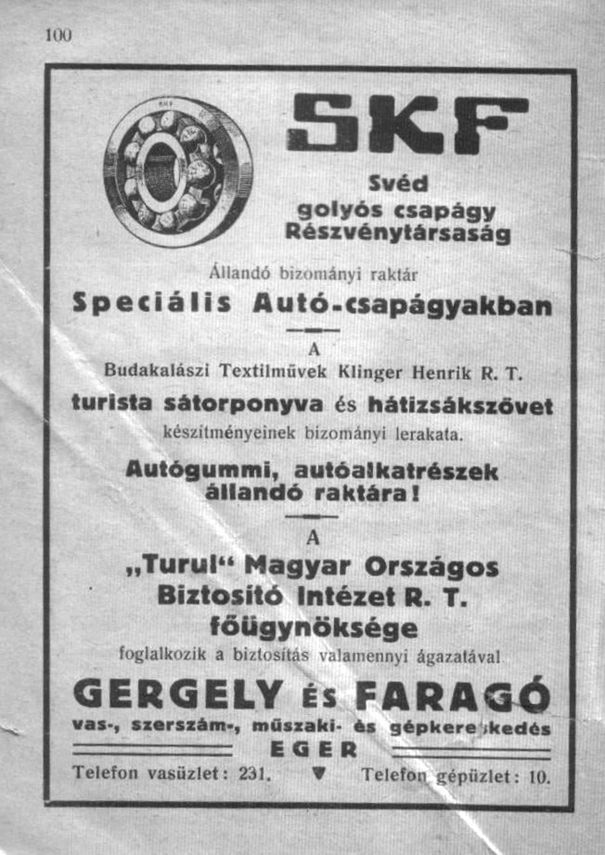 100
SKF
SKF
Svéd
golyós csapágy
Részvénytársaság
Állandó bizományi raktár
Speciális Autó-csapágyakban
A
Budakalászi Textilművek Klinger Henrik R. T.
turista sátorponyva és hátizsákszövet
készítményeinek bizományi lerakata.
Autógummi, autóalkatrészek
állandó raktára!
A
„Turul“ Magyar Országos
Biztositó Intézet R. T.
főügynöksége
foglalkozik a biztosítás valamennyi ágazatával
GERGELY ÉS FARAGÓ
vas-, szerszám-, műszaki- és gépkereskedés
EGER
Telefon vasüzlet: 231. Telefon gépüzlet: 10.